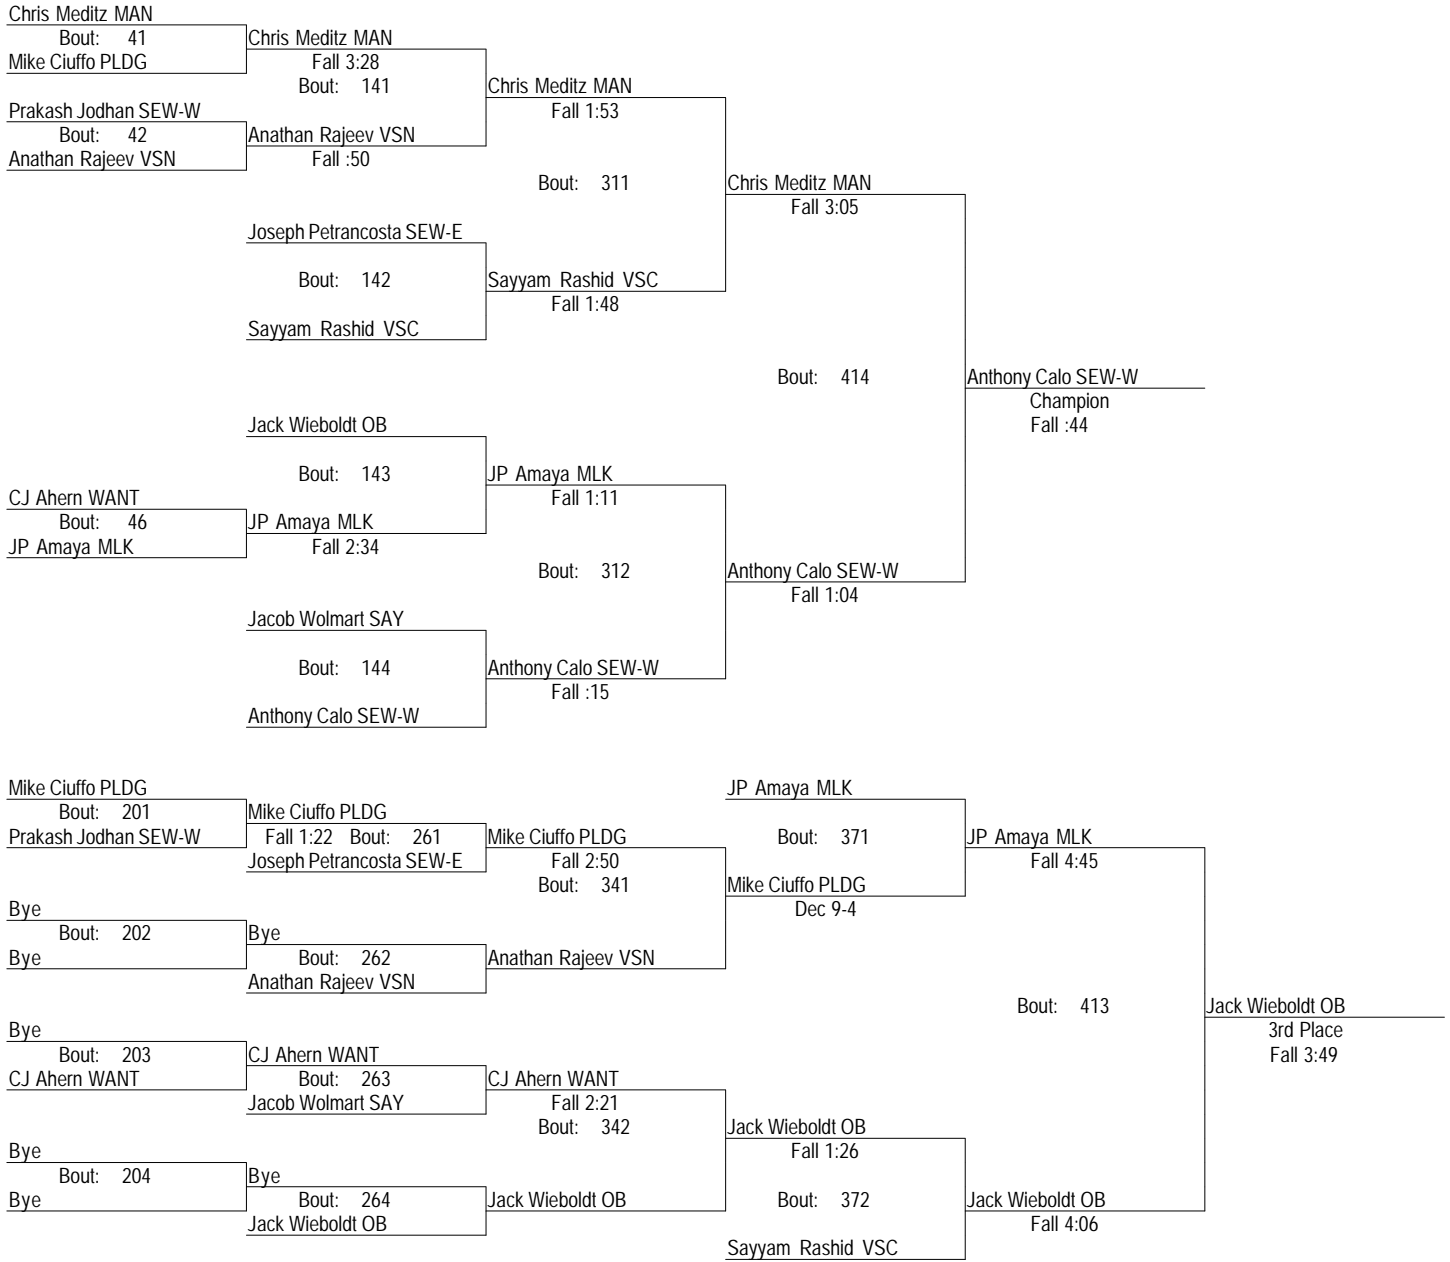 Chris Meditz MAN
Bout: 41 Chris Meditz MAN
Mike Ciuffo PLDG Fall 3:28
Bout: 141 Chris Meditz MAN
Prakash Jodhan SEW-W Fall 1:53
Bout: 42 Anathan Rajeev VSN
Anathan Rajeev VSN Fall :50
Bout: 311 Chris Meditz MAN
Fall 3:05
Joseph Petrancosta SEW-E
Bout: 142 Sayyam Rashid VSC
Fall 1:48
Sayyam Rashid VSC
Bout: 414 Anthony Calo SEW-W
Champion
Jack Wieboldt OB Fall :44
Bout: 143 JP Amaya MLK
CJ Ahern WANT Fall 1:11
Bout: 46 JP Amaya MLK
JP Amaya MLK Fall 2:34
Bout: 312 Anthony Calo SEW-W
Fall 1:04
Jacob Wolmart SAY
Bout: 144 Anthony Calo SEW-W
Fall :15
Anthony Calo SEW-W
Mike Ciuffo PLDG JP Amaya MLK
Bout: 201 Mike Ciuffo PLDG
Prakash Jodhan SEW-W Fall 1:22 Bout: 261 Mike Ciuffo PLDG Bout: 371 JP Amaya MLK
Joseph Petrancosta SEW-E Fall 2:50 Fall 4:45
Bout: 341 Mike Ciuffo PLDG
Bye Dec 9-4
Bout: 202 Bye
Bye Bout: 262 Anathan Rajeev VSN
Anathan Rajeev VSN
Bout: 413 Jack Wieboldt OB
Bye 3rd Place
Bout: 203 CJ Ahern WANT Fall 3:49
CJ Ahern WANT Bout: 263 CJ Ahern WANT
Jacob Wolmart SAY Fall 2:21
Bout: 342 Jack Wieboldt OB
Bye Fall 1:26
Bout: 204 Bye
Bye Bout: 264 Jack Wieboldt OB Bout: 372 Jack Wieboldt OB
Jack Wieboldt OB Fall 4:06
Sayyam Rashid VSC